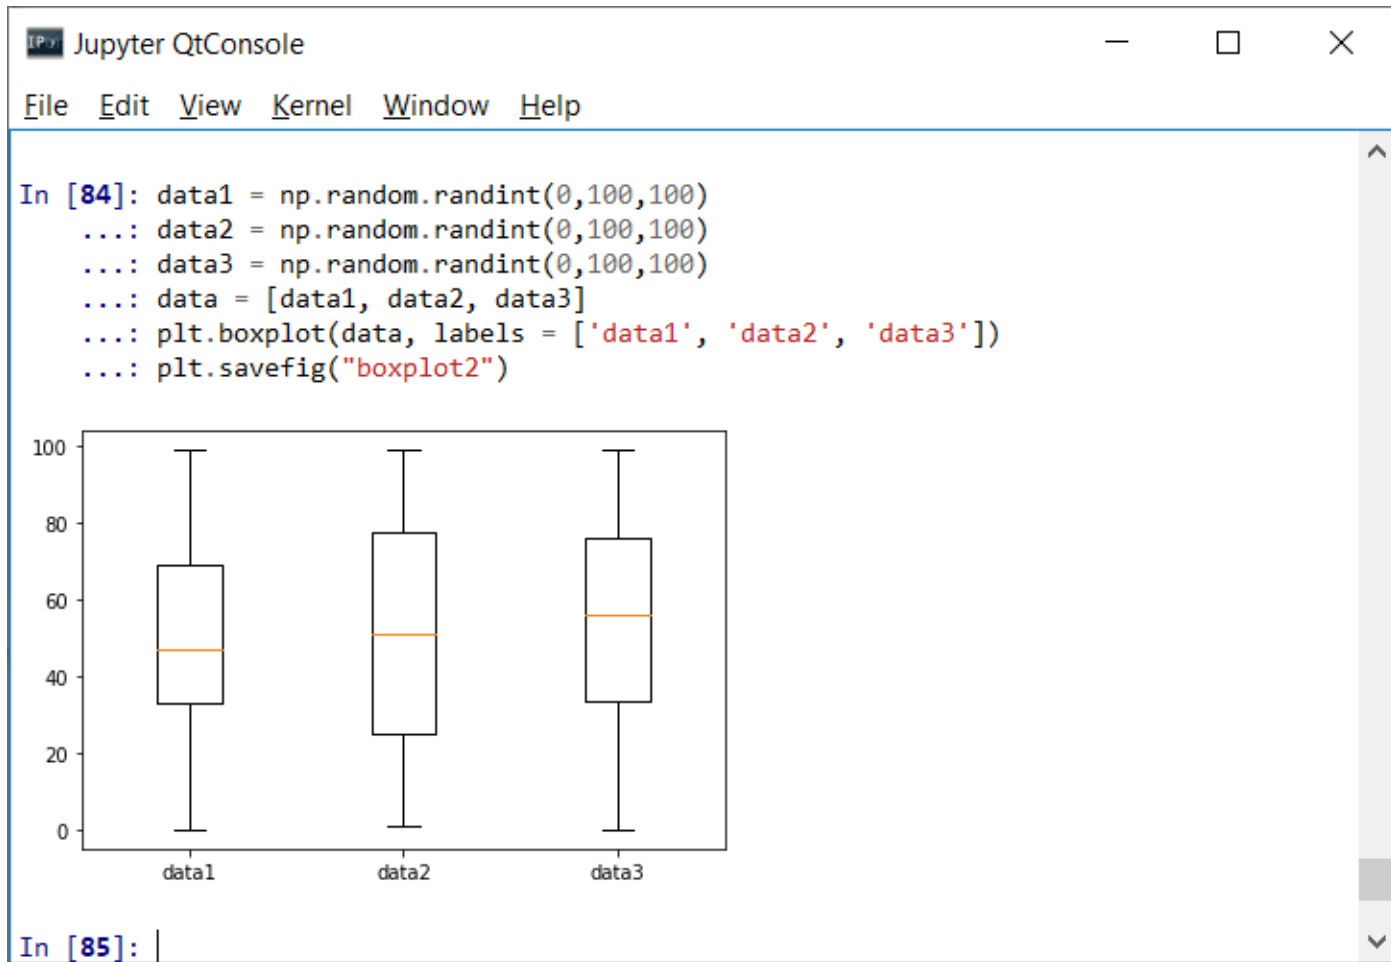 IP Jupyter QtConsole
File Edit View Kernel Window Help
In [84]: data1 = np.random.randint(0,100,100)
...: data2 = np.random.randint(0,100,100)
...: data3 = np.random.randint(0,100,100)
...: data = [data1, data2, data3]
...: plt.boxplot(data, labels = ['data1', 'data2', 'data3'])
...: plt.savefig("boxplot2")
100
80
60
40
20
0
data1 data2 data3
In [85]: